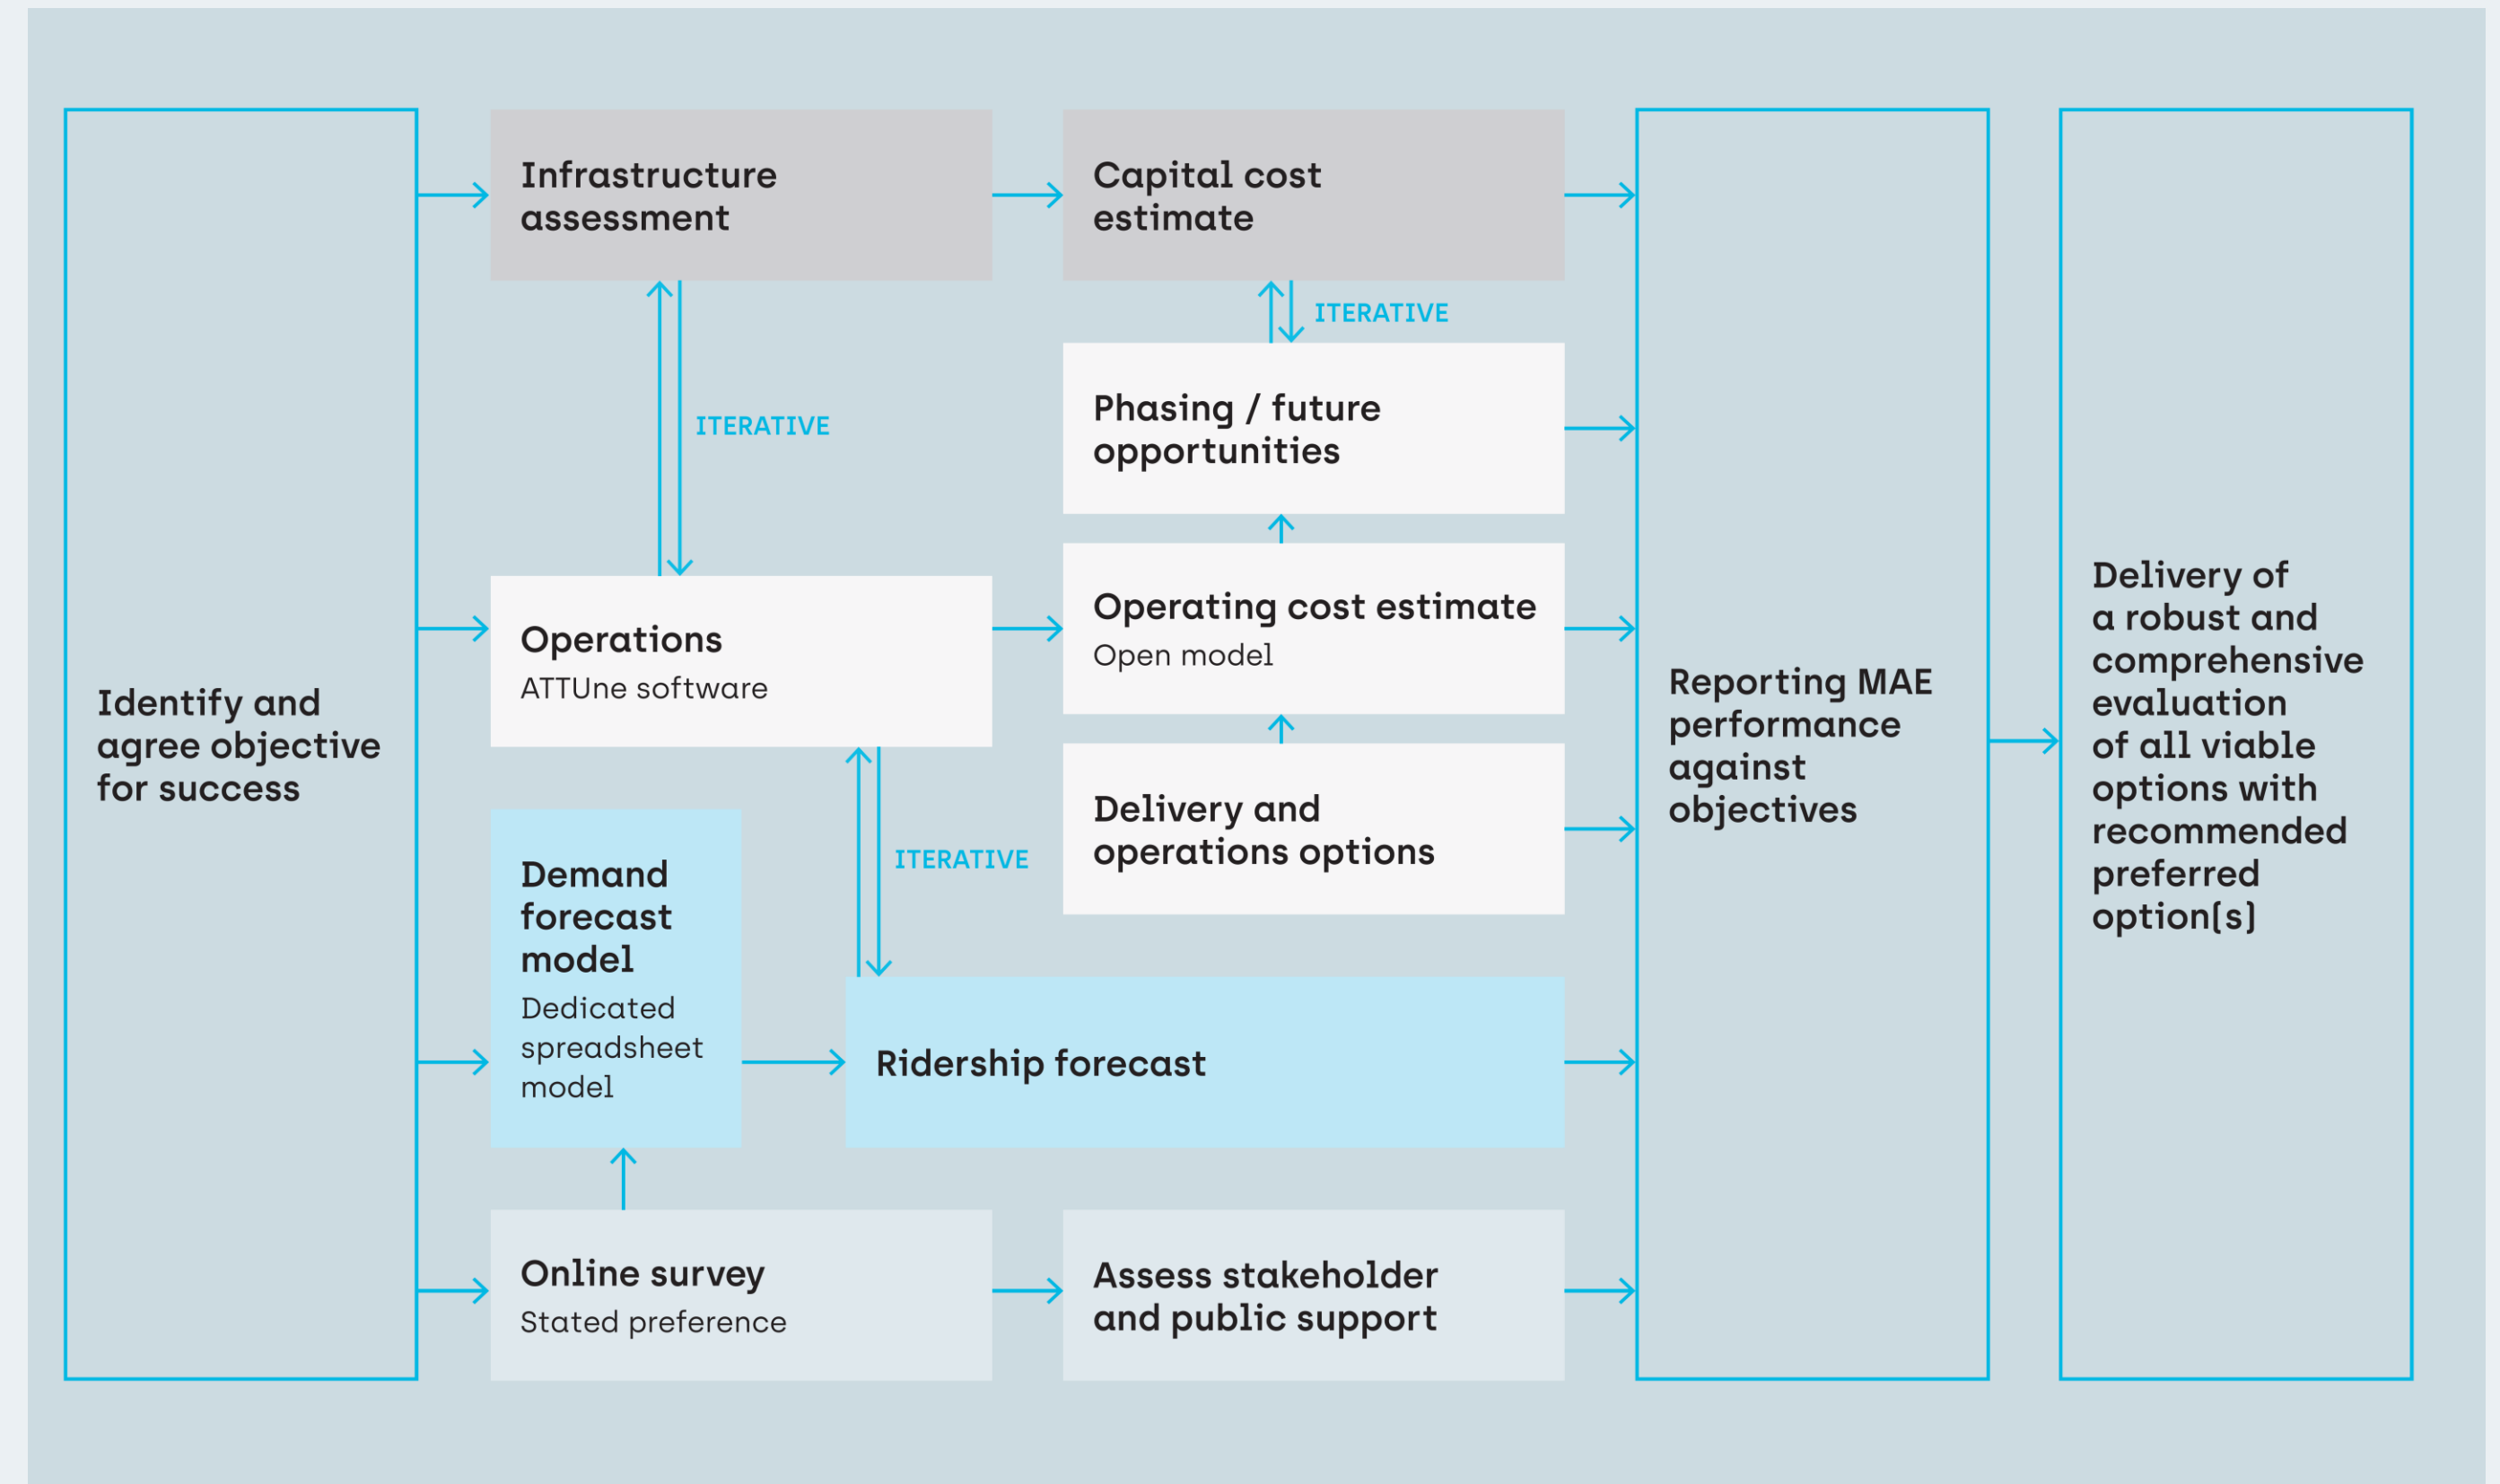 Identify and
agree objective
for success
Infrastructure
assessment
ITERATIVE
Operations
ATTUne software
Demand
forecast
model
Dedicated
spreadsheet
model
ITERATIVE
Online survey
Stated preference
Capital cost
estimate
ITERATIVE
Phasing / future
opportunities
Operating cost estimate
Open model
Delivery and
operations options
Ridership forecast
Assess stakeholder
and public support
Reporting MAE
performance
against
objectives
Delivery of
a robust and
comprehensive
evaluation
of all viable
options with
recommended
preferred
option(s)